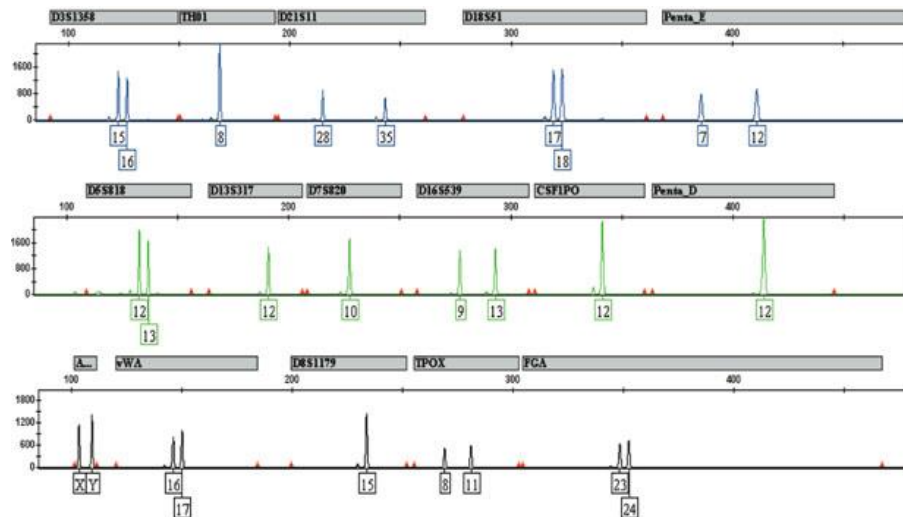 D3S1358 TH01 D21S11 D18S51 Penta_E
100 200 300 400
1600
800
0
15 8 28 35 17 7 12
16 18
D5S818 D13S317 D7S820 D16S539 CSF1PO Penta_D
100 200 300 400
1600
800
0
12 12 10 9 13 12 12
13
A... vWA D8S1179 TPOX FGA
100 200 300 400
1800
1200
600
0
X Y 16 15 8 11 23
17 24